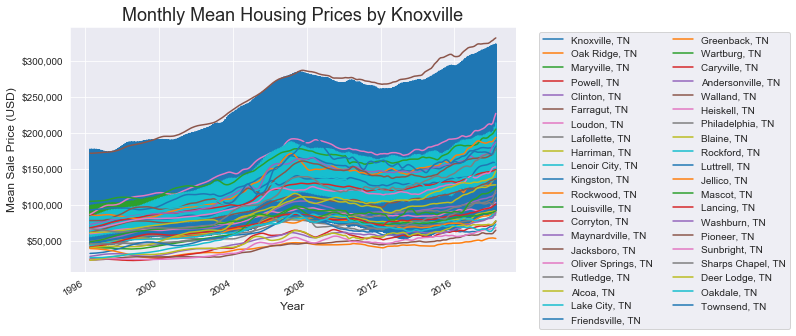 Monthly Mean Housing Prices by Knoxville
$300,000
$250,000
$200,000
$150,000
$100,000
$50,000
Mean Sale Price (USD)
1996
2000
2004
2008
2012
2016
Year
Knoxville, TN
Oak Ridge, TN
Maryville, TN
Powell, TN
Clinton, TN
Farragut, TN
Loudon, TN
Lafollette, TN
Harriman, TN
Lenoir City, TN
Kingston, TN
Rockwood, TN
Louisville, TN
Corryton, TN
Maynardville, TN
Jacksboro, TN
Oliver Springs, TN
Rutledge, TN
Alcoa, TN
Lake City, TN
Friendsville, TN
Greenback, TN
Wartburg, TN
Caryville, TN
Andersonville, TN
Walland, TN
Heiskell, TN
Philadelphia, TN
Blaine, TN
Rockford, TN
Luttrell, TN
Jellico, TN
Mascot, TN
Lancing, TN
Washburn, TN
Pioneer, TN
Sunbright, TN
Sharps Chapel, TN
Deer Lodge, TN
Oakdale, TN
Townsend, TN